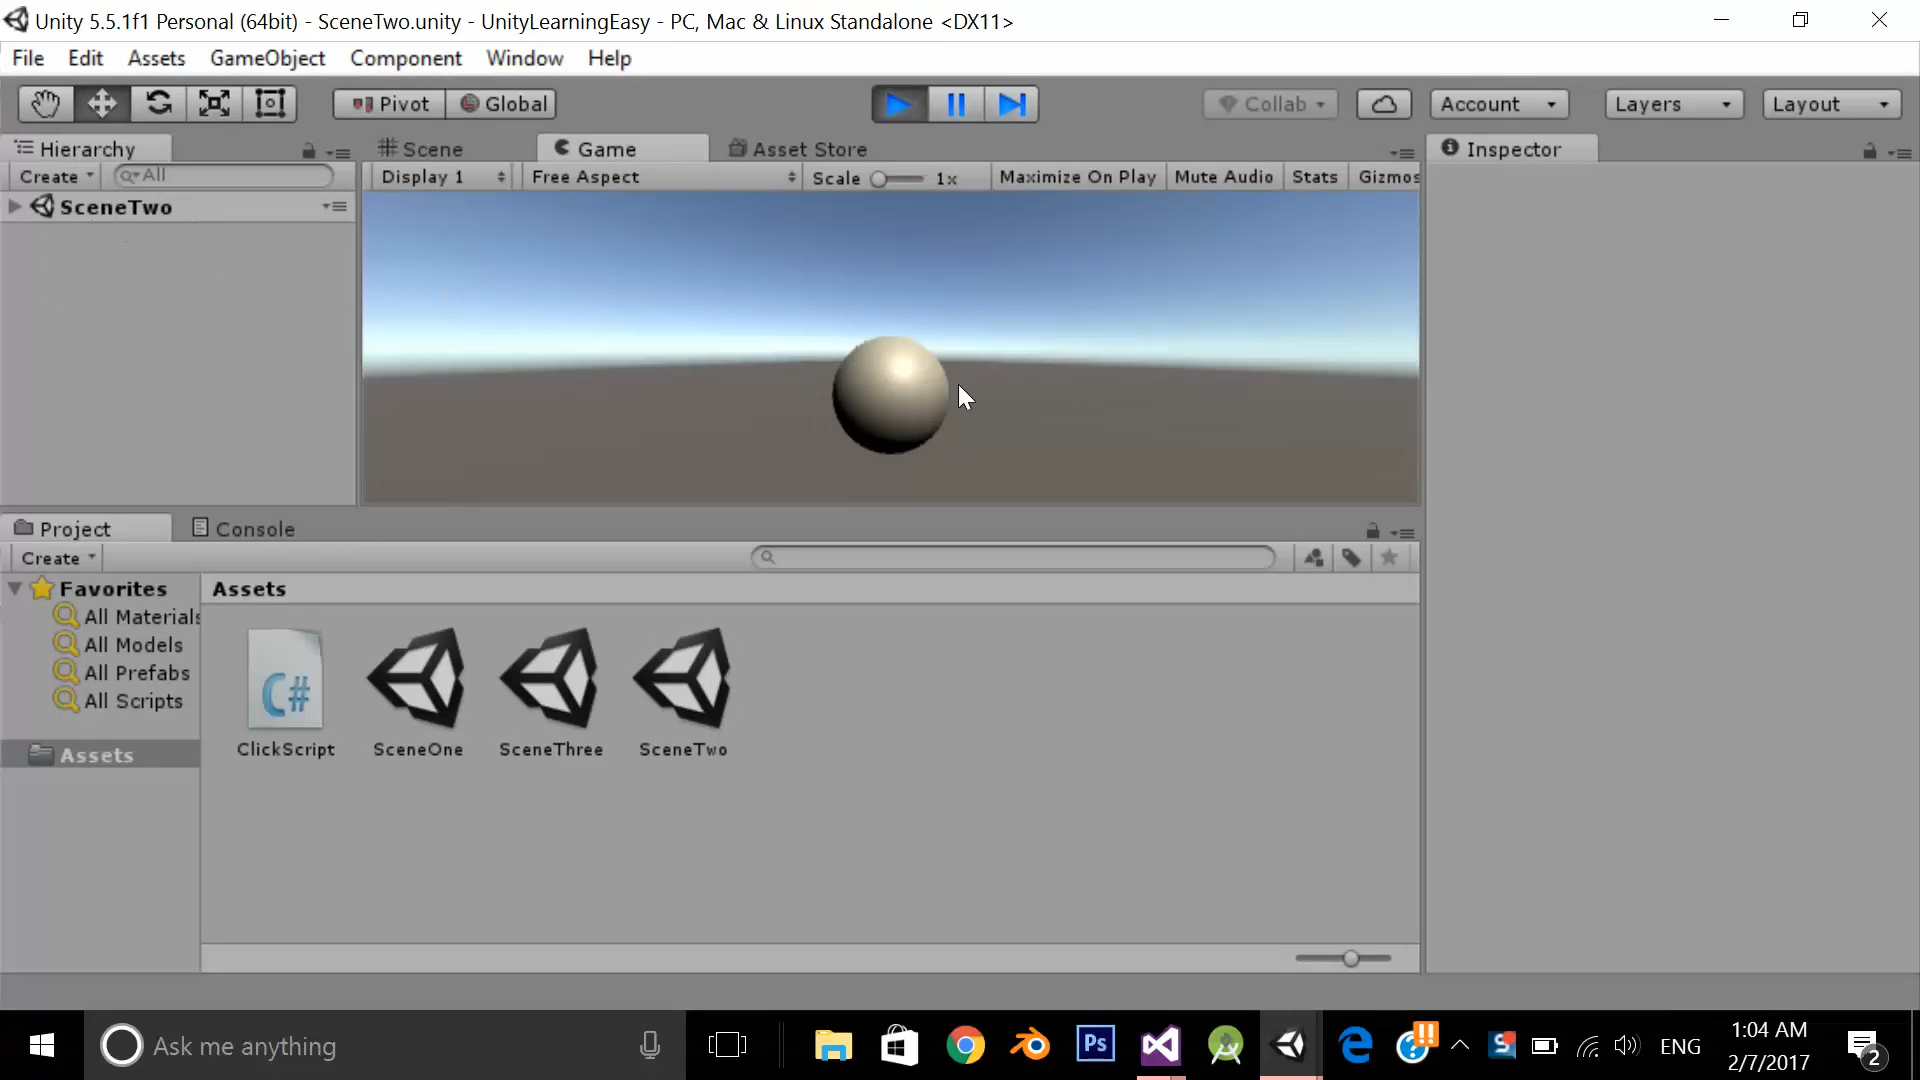 Unity 5.5.1f1 Personal (64bit) - SceneTwo.unity - UnityLearningEasy - PC, Mac & Linux Standalone <DX11>
File Edit Assets GameObject Component Window Help
Pivot Global Collab Account Layers Layout
Hierarchy Scene Game Asset Store Inspector
Create All Display 1 Free Aspect Scale 1x Maximize On Play Mute Audio Stats Gizmos
SceneTwo
Project Console
Create
Favorites Assets
All Materials
All Models
All Prefabs
All Scripts
C#
ClickScript SceneOne SceneThree SceneTwo
Assets
Ask me anything Ps ENG 1:04 AM
2/7/2017 2